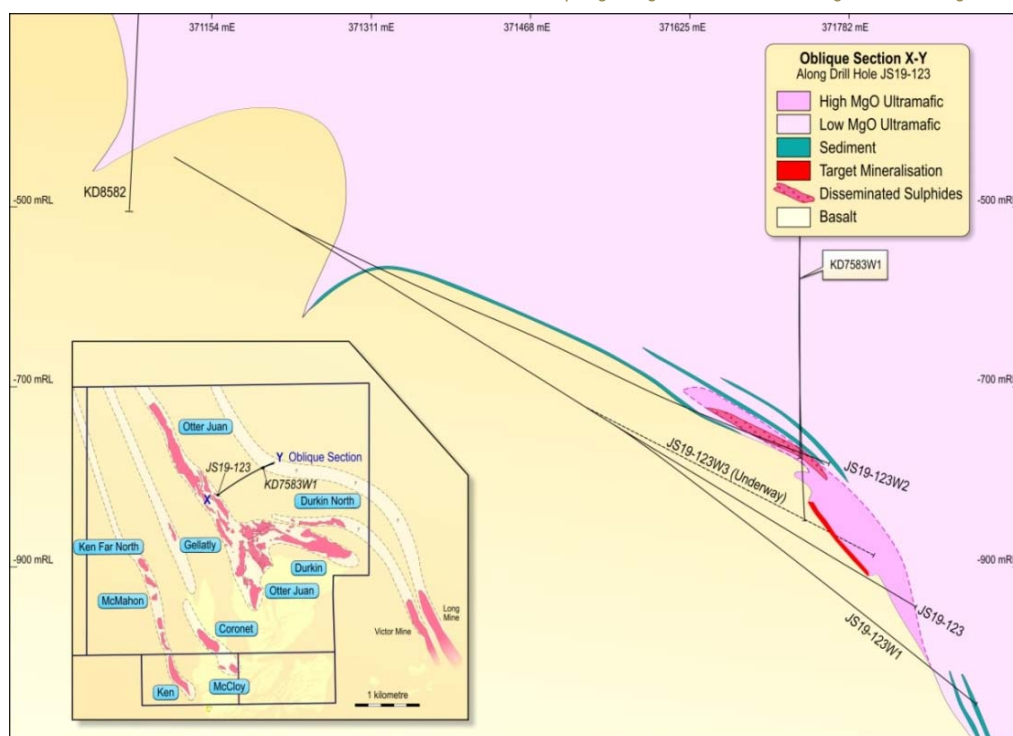 371154 mE
371311 mE
371468 mE
371625 mE
371782 mE
Oblique Section X-Y
Along Drill Hole JS19-123
High MgO Ultramafic
Low MgO Ultramafic
Sediment
Target Mineralisation
Disseminated Sulphides
Basalt
KD8582
-500 mRL
-500 mRL
KD7583W1
-700 mRL
-700 mRL
JS19-123W3 (Underway)
JS19-123W2
-900 mRL
-900 mRL
JS19-123
JS19-123W1
Otter Juan
JS19-123
Y Oblique Section
X
KD7583W1
Durkin North
Ken Far North
Gellatly
Durkin
McMahon
Otter Juan
Coronet
Victor Mine
Long
Mine
Ken
McCloy
1 kilometre